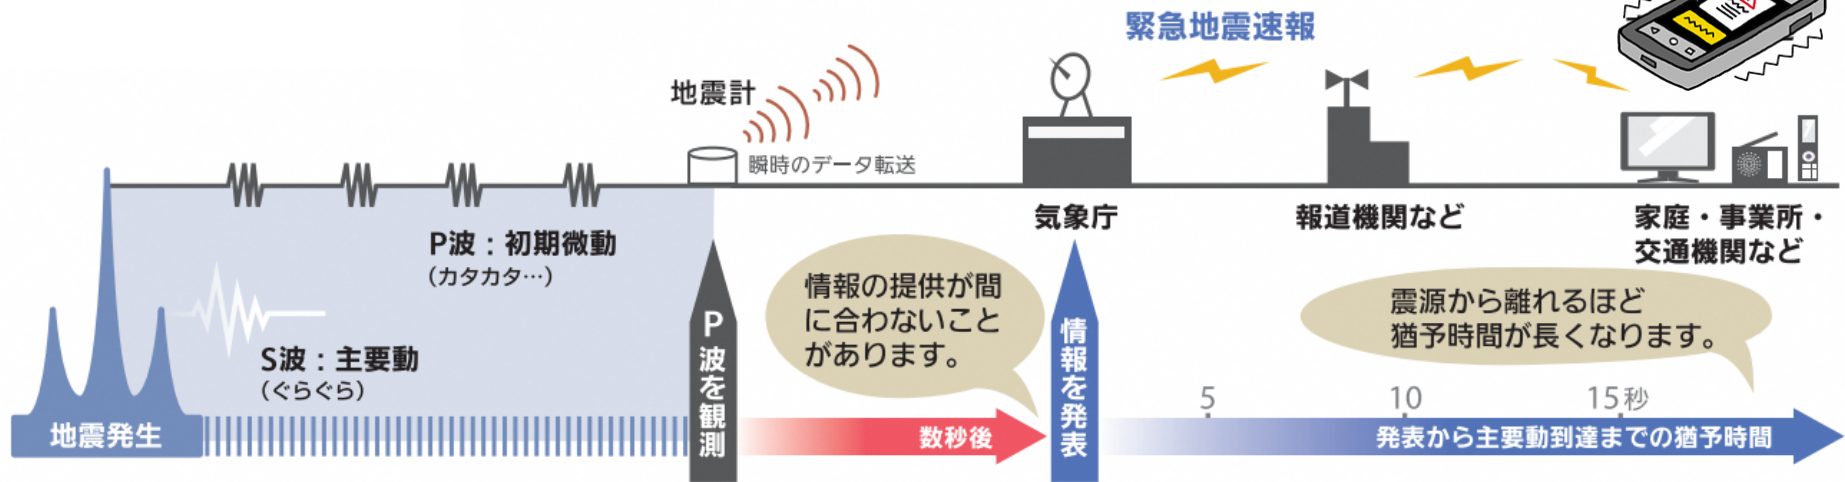 緊急地震速報
地震計
瞬時のデータ転送
気象庁
報道機関など
家庭・事業所・
交通機関など
P波：初期微動
（カタカタ…）
S波：主要動
（ぐらぐら）
地震発生
P波を観測
情報の提供が間
に合わないこと
があります。
数秒後
情報を発表
震源から離れるほど
猶予時間が長くなります。
5
10
15秒
発表から主要動到達までの猶予時間